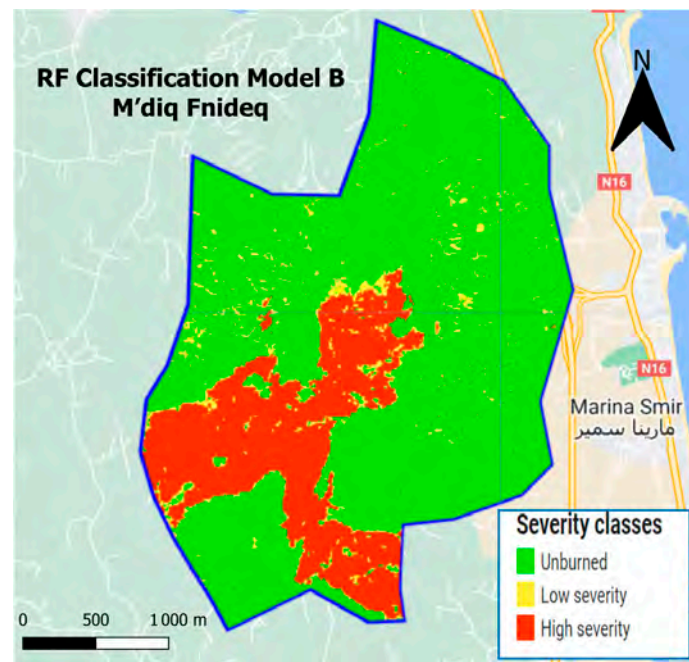 RF Classification Model B
M'diq Fnideq
N
N16
N16
Marina Smir
مارينا سمير
Severity classes
Unburned
Low severity
High severity
0 500 1 000 m